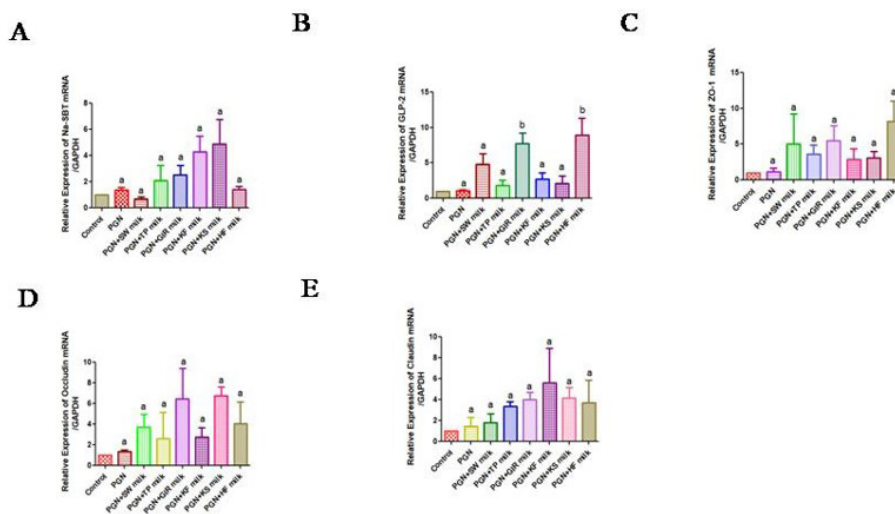 A
B
C
Relative Expression of Na-SBT mRNA
/GAPDH
8
6
4
2
0
a a a a a a a
Control
PGN
PGN+SW milk
PGN+TP milk
PGN+GiR milk
PGN+KF milk
PGN+KS milk
PGN+HF milk
Relative Expression of GLP-2 mRNA
/GAPDH
15
10
5
0
a a a b a a b
Control
PGN
PGN+SW milk
PGN+TP milk
PGN+GiR milk
PGN+KF milk
PGN+KS milk
PGN+HF milk
Relative Expression of ZO-1 mRNA
/GAPDH
15
10
5
0
a a a a a a a
Control
PGN
PGN+SW milk
PGN+TP milk
PGN+GiR milk
PGN+KF milk
PGN+KS milk
PGN+HF milk
D
E
Relative Expression of Occludin mRNA
/GAPDH
10
8
6
4
2
0
a a a a a a a
Control
PGN
PGN+SW milk
PGN+TP milk
PGN+GiR milk
PGN+KF milk
PGN+KS milk
PGN+HF milk
Relative Expression of Claudin mRNA
/GAPDH
10
8
6
4
2
0
a a a a a a a
Control
PGN
PGN+SW milk
PGN+TP milk
PGN+GiR milk
PGN+KF milk
PGN+KS milk
PGN+HF milk